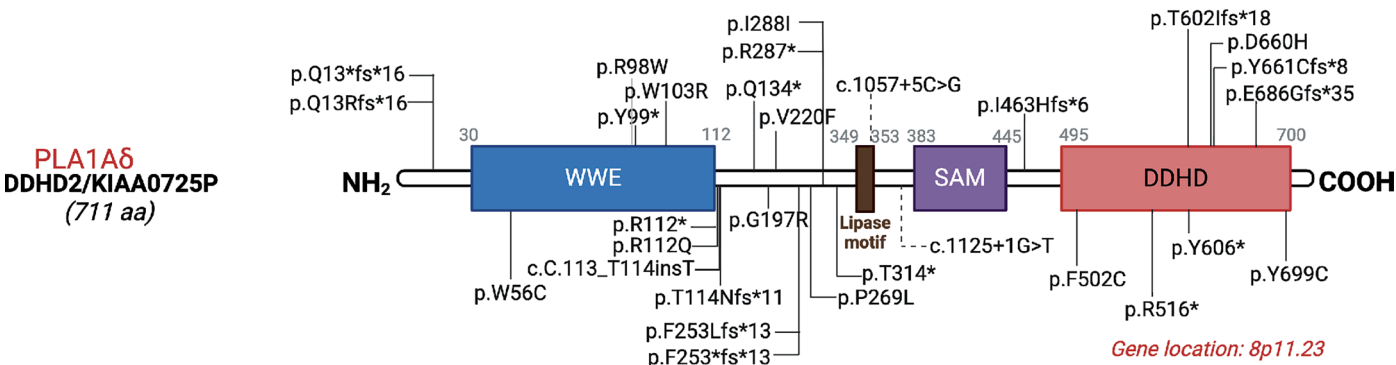 p.I288I
p.T602Ifs*18
p.R287*
p.D660H
p.Q13*fs*16
p.R98W
p.Y661Cfs*8
p.Q13Rfs*16
p.W103R
p.Q134*
c.1057+5C>G
p.I463Hfs*6
p.E686Gfs*35
p.Y99*
p.V220F
30
112
349
353
383
445
495
700
PLA1Aδ
DDHD2/KIAA0725P
(711 aa)
NH2
WWE
SAM
DDHD
COOH
p.R112*
p.G197R
Lipase
motif
p.R112Q
c.1125+1G>T
p.Y606*
c.C.113_T114insT
p.T314*
p.F502C
p.Y699C
p.W56C
p.T114Nfs*11
p.P269L
p.R516*
p.F253Lfs*13
p.F253*fs*13
Gene location: 8p11.23